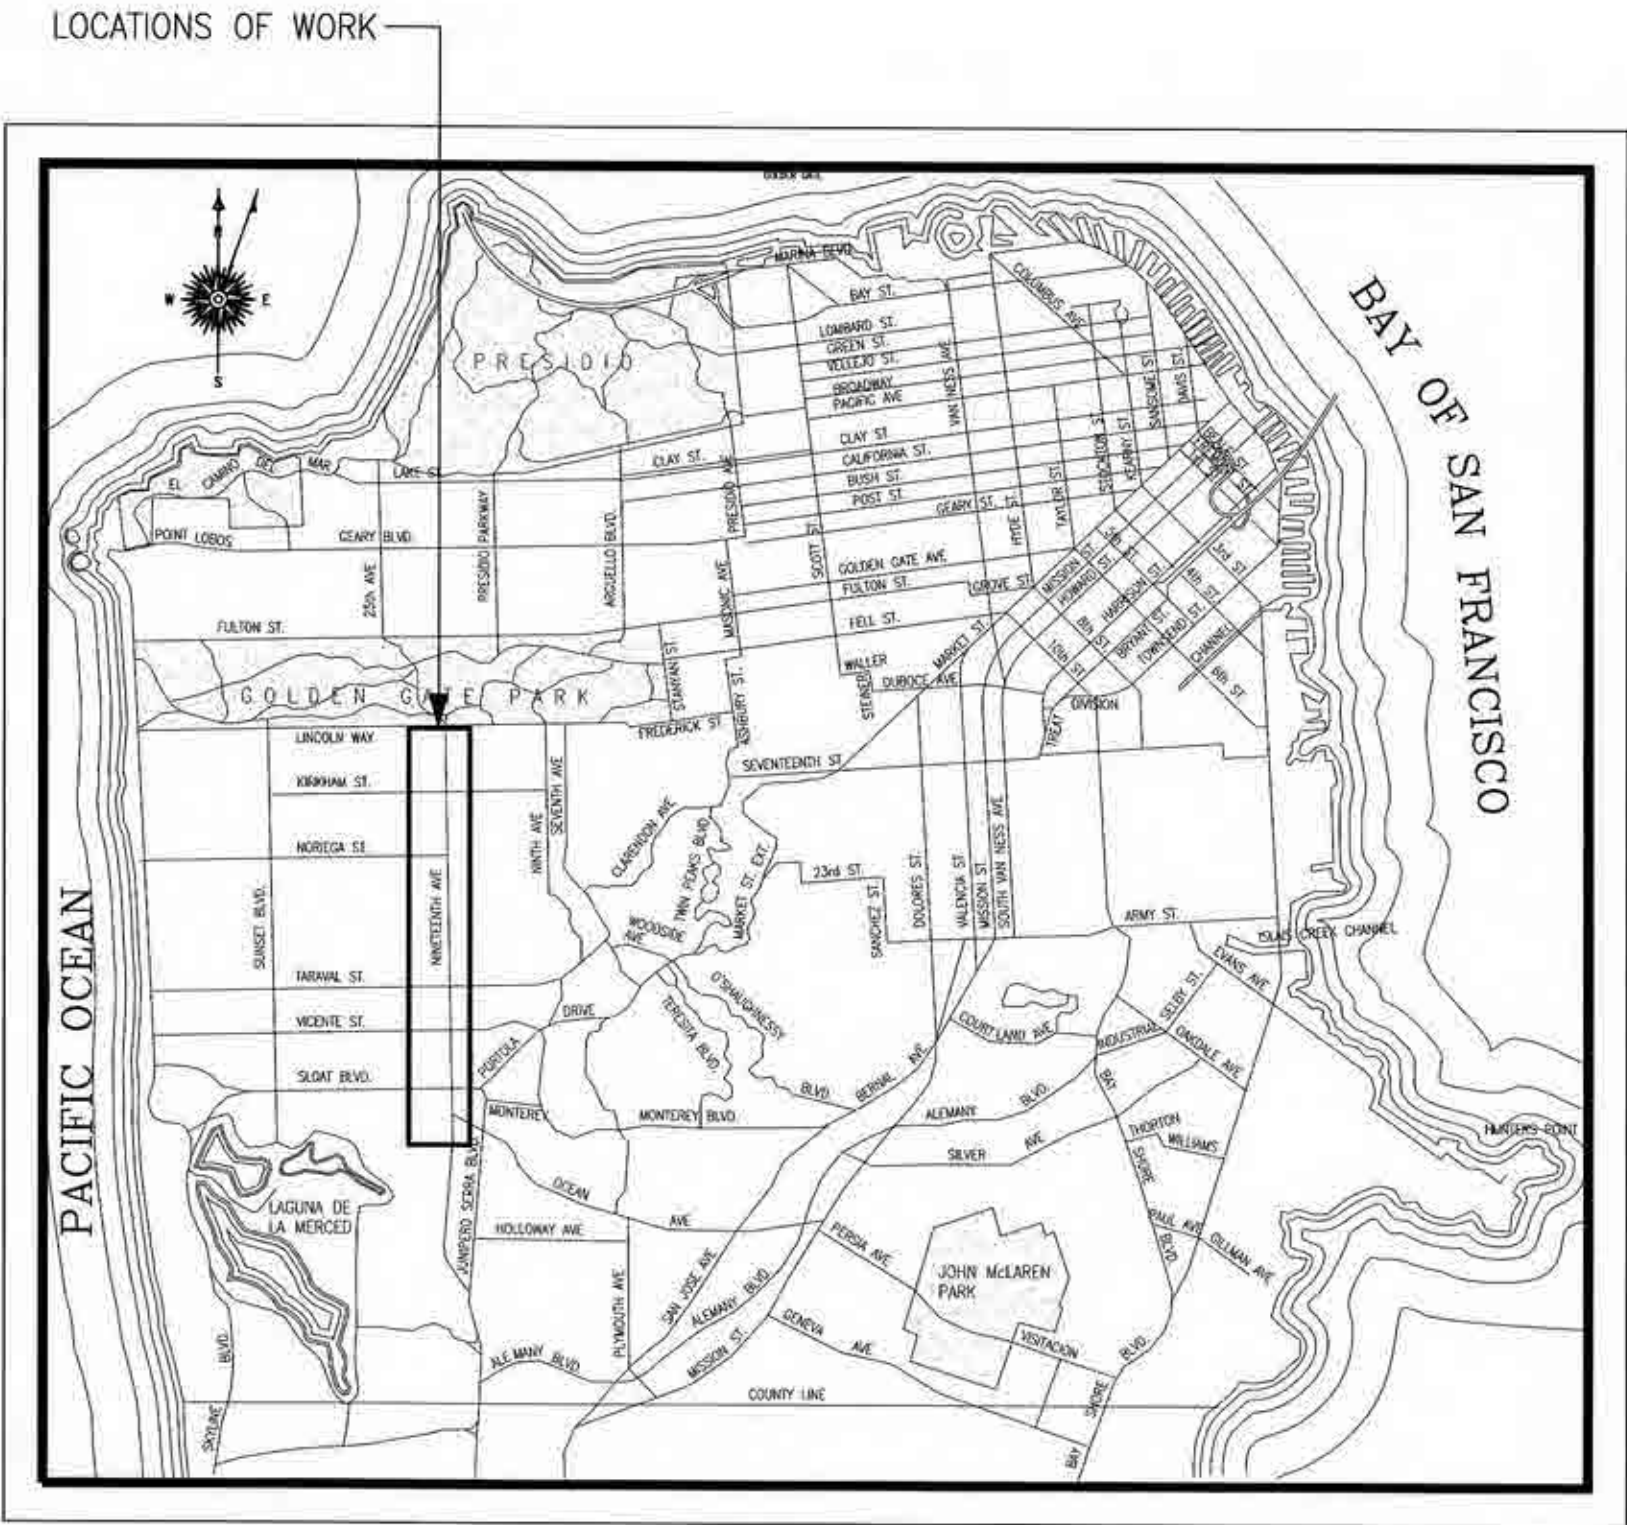 LOCATIONS OF WORK
GOLDEN GATE
N
W
E
S
MARINA BLVD.
BAY ST.
COLUMBUS AVE
LOMBARD ST.
GREEN ST.
VELLEJO ST.
BROADWAY
PACIFIC AVE
VAN NESS AVE
SANSOME ST.
DAVIS ST.
PRESIDIO
CLAY ST
CALIFORNIA ST.
BUSH ST.
POST ST.
GEARY ST.
CLAY ST.
PRESIDIO AVE
STOCKTON ST
KEARNY ST
TAYLOR ST
HYDE ST
EL CAMINO DEL MAR
LAKE ST.
POINT LOBOS
GEARY BLVD.
25th AVE
PRESIDIO PARKWAY
ARGUELLO BLVD.
MASONIC AVE
SCOTT ST
GOLDEN GATE AVE.
FULTON ST.
GROVE ST.
FELL ST.
FULTON ST.
MISSION ST.
HOWARD ST.
HARRISON ST.
BRYANT ST.
TOWNSEND ST.
5th ST.
3rd ST
4th ST.
8th ST.
10th ST
CHANNEL
6th ST
MARKET ST.
WALLER
DUBOCE AVE
STEINER
DIVISION
TREAT
GOLDEN GATE PARK
STANYAN ST.
FREDERICK ST
ASHBURY ST.
LINCOLN WAY
KIRKHAM ST.
NORIEGA ST.
SUNSET BLVD.
NINETEENTH AVE
NINTH AVE
SEVENTH AVE
SEVENTEENTH ST
CLARENDON AVE
TWIN PEAKS BLVD.
MARKET ST. EXT.
WOODSIDE AVE
23rd ST.
SANCHEZ ST.
DOLORES ST.
VALENCIA ST.
MISSION ST
SOUTH VAN NESS AVE
ARMY ST.
ISLAIS CREEK CHANNEL
EVANS AVE
SELBY ST.
TARAVAL ST.
VICENTE ST.
SLOAT BLVD.
PORTOLA DRIVE
TERESITA BLVD.
O'SHAUGHNESSY BLVD
COURTLAND AVE
INDUSTRIAL
OAKDALE AVE
BERNAL AVE
MONTEREY
MONTEREY BLVD
ALEMANY BLVD.
SILVER AVE
THORTON
WILLIAMS
BAY SHORE BLVD
PAUL AVE
GILLMAN AVE
HUNTERS POINT
JUNIPERO SERRA BLVD
OCEAN AVE
HOLLOWAY AVE
PLYMOUTH AVE
LAGUNA DE
LA MERCED
SAN JOSE AVE
ALEMANY BLVD
MISSION ST.
PERSIA AVE
GENEVA AVE
JOHN McLAREN
PARK
VISITACION
BAY SHORE BLVD.
ALEMANY BLVD
COUNTY LINE
SKYLINE BLVD.
PACIFIC OCEAN
BAY OF SAN FRANCISCO